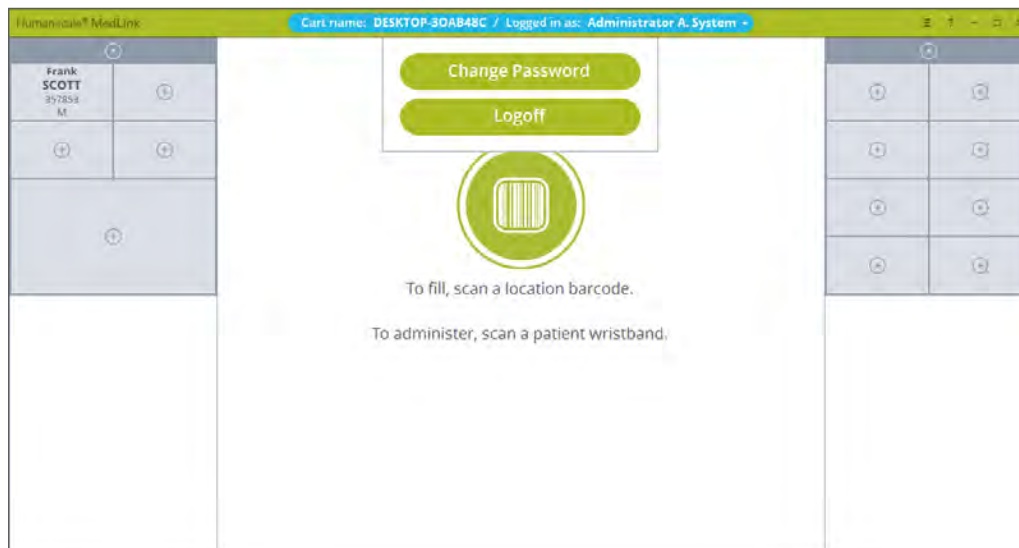 Humanscale® MedLink
Cart name: DESKTOP-3OAB48C / Logged in as: Administrator A. System
Change Password
Logoff
Frank
SCOTT
357853
M
To fill, scan a location barcode.
To administer, scan a patient wristband.